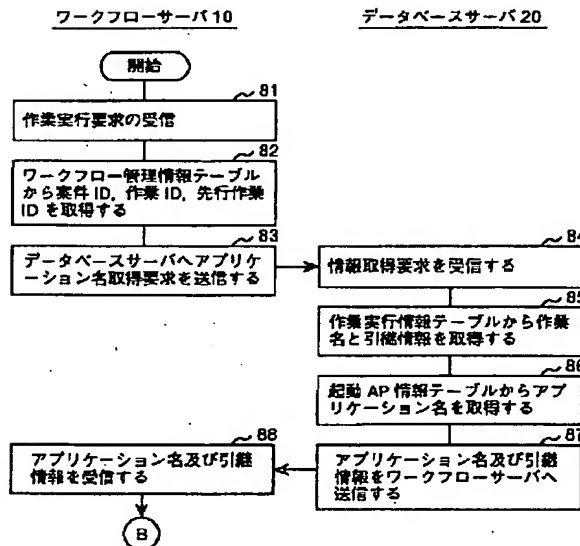 ワークフローサーバ10
データベースサーバ20
開始
81
作業実行要求の受信
82
ワークフロー管理情報テーブル
から案件ID，作業ID，先行作業
IDを取得する
83
データベースサーバへアプリケ
ーション名取得要求を送信する
84
情報取得要求を受信する
85
作業実行情報テーブルから作業
名と引継情報を取得する
86
起動AP情報テーブルからアプ
リケーション名を取得する
87
アプリケーション名及び引継
情報をワークフローサーバへ
送信する
88
アプリケーション名及び引継
情報を受信する
B